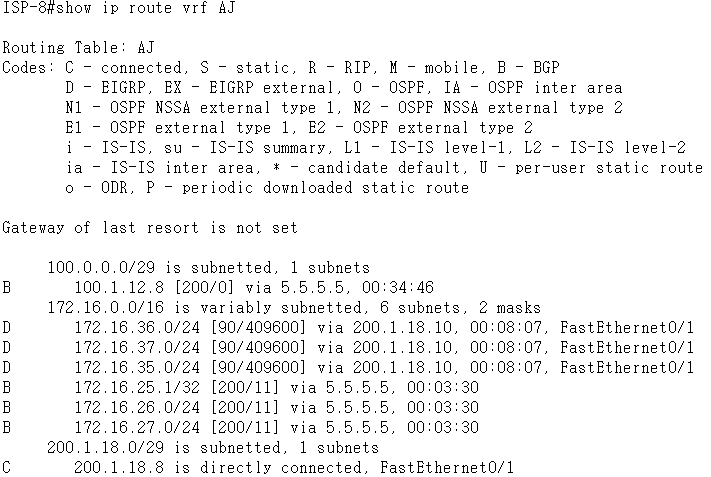 ISP-8#show ip route vrf AJ
Routing Table: AJ
Codes: C - connected, S - static, R - RIP, M - mobile, B - BGP
D - EIGRP, EX - EIGRP external, O - OSPF, IA - OSPF inter area
N1 - OSPF NSSA external type 1, N2 - OSPF NSSA external type 2
E1 - OSPF external type 1, E2 - OSPF external type 2
i - IS-IS, su - IS-IS summary, L1 - IS-IS level-1, L2 - IS-IS level-2
ia - IS-IS inter area, * - candidate default, U - per-user static route
o - ODR, P - periodic downloaded static route
Gateway of last resort is not set
100.0.0.0/29 is subnetted, 1 subnets
B 100.1.12.8 [200/0] via 5.5.5.5, 00:34:46
172.16.0.0/16 is variably subnetted, 6 subnets, 2 masks
D 172.16.36.0/24 [90/409600] via 200.1.18.10, 00:08:07, FastEthernet0/1
D 172.16.37.0/24 [90/409600] via 200.1.18.10, 00:08:07, FastEthernet0/1
D 172.16.35.0/24 [90/409600] via 200.1.18.10, 00:08:07, FastEthernet0/1
B 172.16.25.1/32 [200/11] via 5.5.5.5, 00:03:30
B 172.16.26.0/24 [200/11] via 5.5.5.5, 00:03:30
B 172.16.27.0/24 [200/11] via 5.5.5.5, 00:03:30
200.1.18.0/29 is subnetted, 1 subnets
C 200.1.18.8 is directly connected, FastEthernet0/1